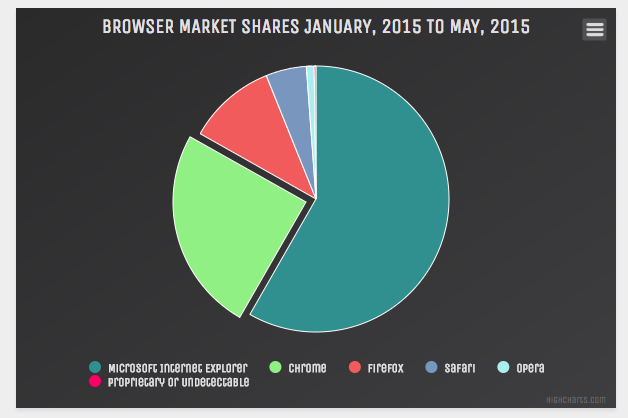 BROWSER MARKET SHARES JANUARY, 2015 TO MAY, 2015
Microsoft Internet Explorer Chrome Firefox Safari Opera
Proprietary or Undetectable
Highcharts.com